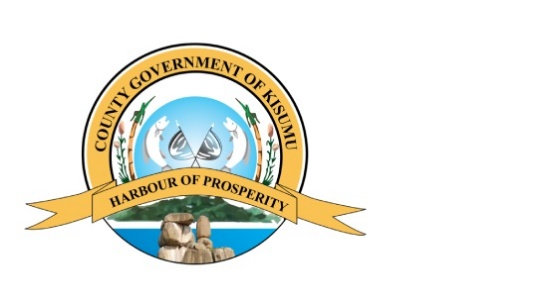 COUNTY GOVERNMENT OF KISUMU
HARBOUR OF PROSPERITY